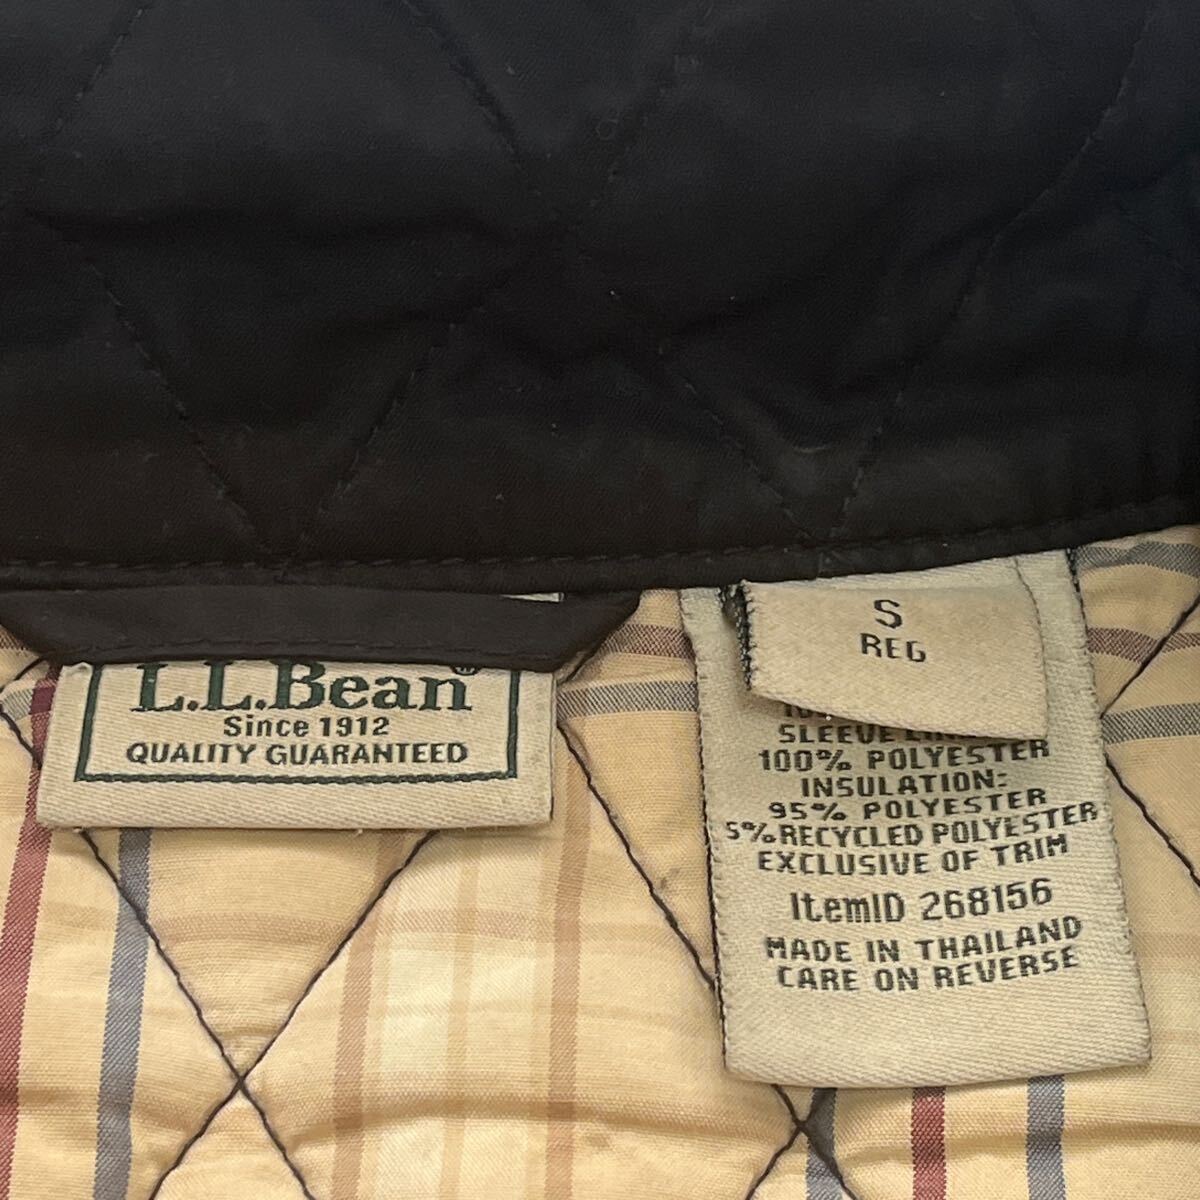 L.L.Bean
Since 1912
QUALITY GUARANTEED
S
REG
SLEEVE
100% POLYESTER
INSULATION:
95% POLYESTER
5% RECYCLED POLYESTER
EXCLUSIVE OF TRIM
ItemID 268156
MADE IN THAILAND
CARE ON REVERSE